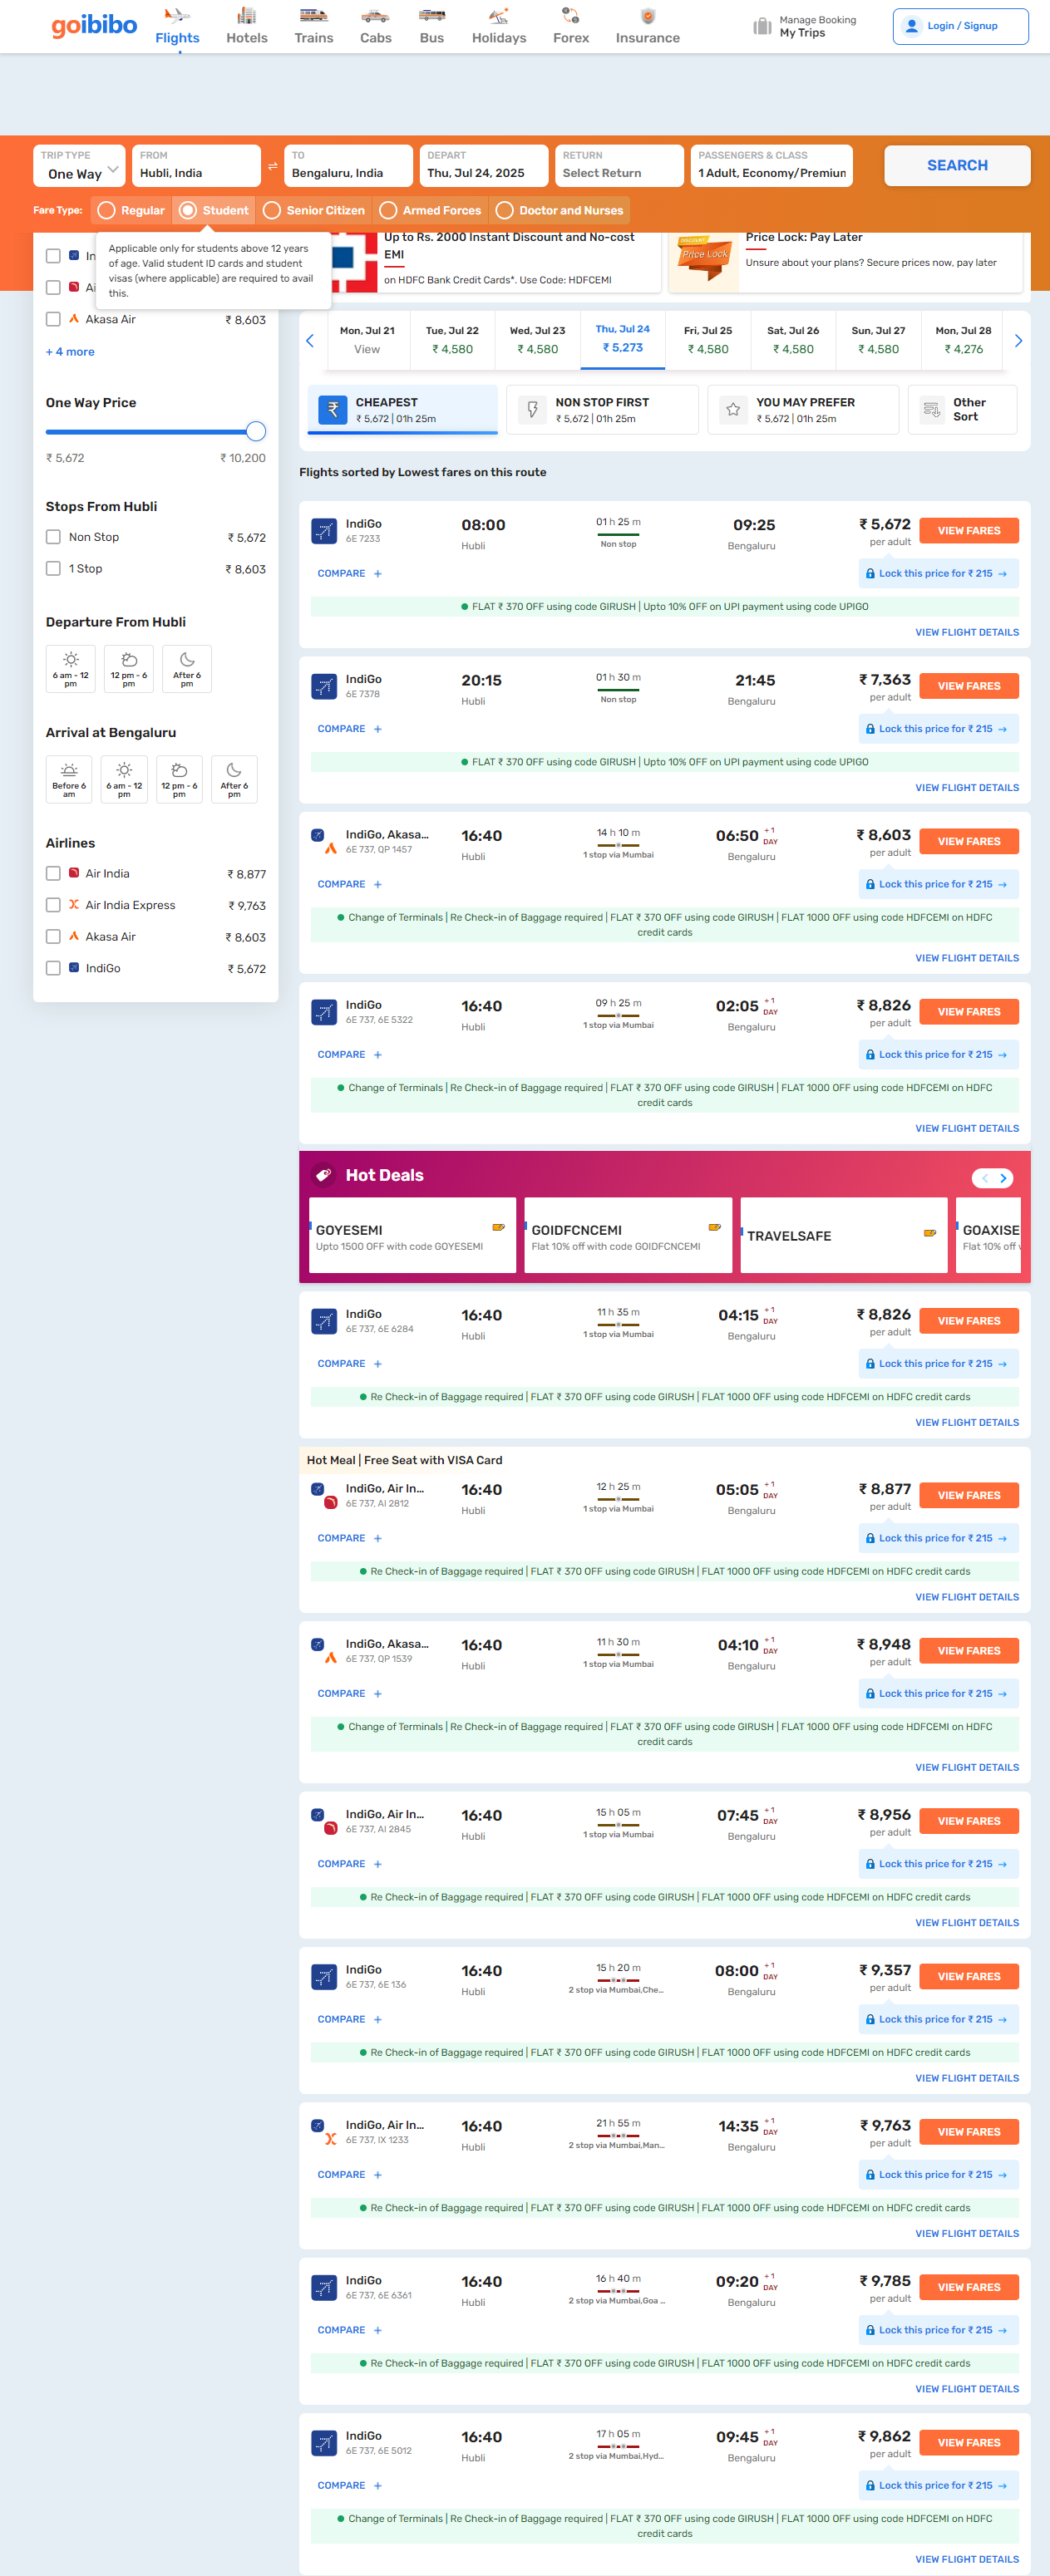 goibibo
Flights
Hotels
Trains
Cabs
Bus
Holidays
Forex
Insurance
Manage Booking
My Trips
Login / Signup
TRIP TYPE
One Way
FROM
Hubli, India
TO
Bengaluru, India
DEPART
Thu, Jul 24, 2025
RETURN
Select Return
PASSENGERS & CLASS
1 Adult, Economy/Premium
SEARCH
Fare Type:
Regular
Student
Senior Citizen
Armed Forces
Doctor and Nurses
Applicable only for students above 12 years
of age. Valid student ID cards and student
visas (where applicable) are required to avail
this.
Akasa Air ₹ 8,603
+ 4 more
Up to Rs. 2000 Instant Discount and No-cost
EMI
on HDFC Bank Credit Cards*. Use Code: HDFCEMI
Price Lock
Price Lock: Pay Later
Unsure about your plans? Secure prices now, pay later
Mon, Jul 21
View
Tue, Jul 22
₹ 4,580
Wed, Jul 23
₹ 4,580
Thu, Jul 24
₹ 5,273
Fri, Jul 25
₹ 4,580
Sat, Jul 26
₹ 4,580
Sun, Jul 27
₹ 4,580
Mon, Jul 28
₹ 4,276
CHEAPEST
₹ 5,672 | 01h 25m
NON STOP FIRST
₹ 5,672 | 01h 25m
YOU MAY PREFER
₹ 5,672 | 01h 25m
Other
Sort
One Way Price
₹ 5,672 ₹ 10,200
Stops From Hubli
Non Stop ₹ 5,672
1 Stop ₹ 8,603
Departure From Hubli
6 am - 12
pm
12 pm - 6
pm
After 6
pm
Arrival at Bengaluru
Before 6
am
6 am - 12
pm
12 pm - 6
pm
After 6
pm
Airlines
Air India ₹ 8,877
Air India Express ₹ 9,763
Akasa Air ₹ 8,603
IndiGo ₹ 5,672
Flights sorted by Lowest fares on this route
IndiGo 08:00 01 h 25 m 09:25 ₹ 5,672 VIEW FARES
6E 7233 Hubli Non stop Bengaluru per adult
COMPARE + Lock this price for ₹ 215 →
FLAT ₹ 370 OFF using code GIRUSH | Upto 10% OFF on UPI payment using code UPIGO
VIEW FLIGHT DETAILS
IndiGo 20:15 01 h 30 m 21:45 ₹ 7,363 VIEW FARES
6E 7378 Hubli Non stop Bengaluru per adult
COMPARE + Lock this price for ₹ 215 →
FLAT ₹ 370 OFF using code GIRUSH | Upto 10% OFF on UPI payment using code UPIGO
VIEW FLIGHT DETAILS
IndiGo, Akasa... 16:40 14 h 10 m 06:50 +1 DAY ₹ 8,603 VIEW FARES
6E 737, QP 1457 Hubli 1 stop via Mumbai Bengaluru per adult
COMPARE + Lock this price for ₹ 215 →
Change of Terminals | Re Check-in of Baggage required | FLAT ₹ 370 OFF using code GIRUSH | FLAT 1000 OFF using code HDFCEMI on HDFC
credit cards
VIEW FLIGHT DETAILS
IndiGo 16:40 09 h 25 m 02:05 +1 DAY ₹ 8,826 VIEW FARES
6E 737, 6E 5322 Hubli 1 stop via Mumbai Bengaluru per adult
COMPARE + Lock this price for ₹ 215 →
Change of Terminals | Re Check-in of Baggage required | FLAT ₹ 370 OFF using code GIRUSH | FLAT 1000 OFF using code HDFCEMI on HDFC
credit cards
VIEW FLIGHT DETAILS
Hot Deals
GOYESEMI
Upto 1500 OFF with code GOYESEMI
GOIDFCNCEMI
Flat 10% off with code GOIDFCNCEMI
TRAVELSAFE
GOAXISE
Flat 10% off
IndiGo 16:40 11 h 35 m 04:15 +1 DAY ₹ 8,826 VIEW FARES
6E 737, 6E 6284 Hubli 1 stop via Mumbai Bengaluru per adult
COMPARE + Lock this price for ₹ 215 →
Re Check-in of Baggage required | FLAT ₹ 370 OFF using code GIRUSH | FLAT 1000 OFF using code HDFCEMI on HDFC credit cards
VIEW FLIGHT DETAILS
Hot Meal | Free Seat with VISA Card
IndiGo, Air In... 16:40 12 h 25 m 05:05 +1 DAY ₹ 8,877 VIEW FARES
6E 737, AI 2812 Hubli 1 stop via Mumbai Bengaluru per adult
COMPARE + Lock this price for ₹ 215 →
Re Check-in of Baggage required | FLAT ₹ 370 OFF using code GIRUSH | FLAT 1000 OFF using code HDFCEMI on HDFC credit cards
VIEW FLIGHT DETAILS
IndiGo, Akasa... 16:40 11 h 30 m 04:10 +1 DAY ₹ 8,948 VIEW FARES
6E 737, QP 1539 Hubli 1 stop via Mumbai Bengaluru per adult
COMPARE + Lock this price for ₹ 215 →
Change of Terminals | Re Check-in of Baggage required | FLAT ₹ 370 OFF using code GIRUSH | FLAT 1000 OFF using code HDFCEMI on HDFC
credit cards
VIEW FLIGHT DETAILS
IndiGo, Air In... 16:40 15 h 05 m 07:45 +1 DAY ₹ 8,956 VIEW FARES
6E 737, AI 2845 Hubli 1 stop via Mumbai Bengaluru per adult
COMPARE + Lock this price for ₹ 215 →
Re Check-in of Baggage required | FLAT ₹ 370 OFF using code GIRUSH | FLAT 1000 OFF using code HDFCEMI on HDFC credit cards
VIEW FLIGHT DETAILS
IndiGo 16:40 15 h 20 m 08:00 +1 DAY ₹ 9,357 VIEW FARES
6E 737, 6E 136 Hubli 2 stop via Mumbai,Che... Bengaluru per adult
COMPARE + Lock this price for ₹ 215 →
Re Check-in of Baggage required | FLAT ₹ 370 OFF using code GIRUSH | FLAT 1000 OFF using code HDFCEMI on HDFC credit cards
VIEW FLIGHT DETAILS
IndiGo, Air In... 16:40 21 h 55 m 14:35 +1 DAY ₹ 9,763 VIEW FARES
6E 737, IX 1233 Hubli 2 stop via Mumbai,Man... Bengaluru per adult
COMPARE + Lock this price for ₹ 215 →
Re Check-in of Baggage required | FLAT ₹ 370 OFF using code GIRUSH | FLAT 1000 OFF using code HDFCEMI on HDFC credit cards
VIEW FLIGHT DETAILS
IndiGo 16:40 16 h 40 m 09:20 +1 DAY ₹ 9,785 VIEW FARES
6E 737, 6E 6361 Hubli 2 stop via Mumbai,Goa ... Bengaluru per adult
COMPARE + Lock this price for ₹ 215 →
Re Check-in of Baggage required | FLAT ₹ 370 OFF using code GIRUSH | FLAT 1000 OFF using code HDFCEMI on HDFC credit cards
VIEW FLIGHT DETAILS
IndiGo 16:40 17 h 05 m 09:45 +1 DAY ₹ 9,862 VIEW FARES
6E 737, 6E 5012 Hubli 2 stop via Mumbai,Hyd... Bengaluru per adult
COMPARE + Lock this price for ₹ 215 →
Change of Terminals | Re Check-in of Baggage required | FLAT ₹ 370 OFF using code GIRUSH | FLAT 1000 OFF using code HDFCEMI on HDFC
credit cards
VIEW FLIGHT DETAILS